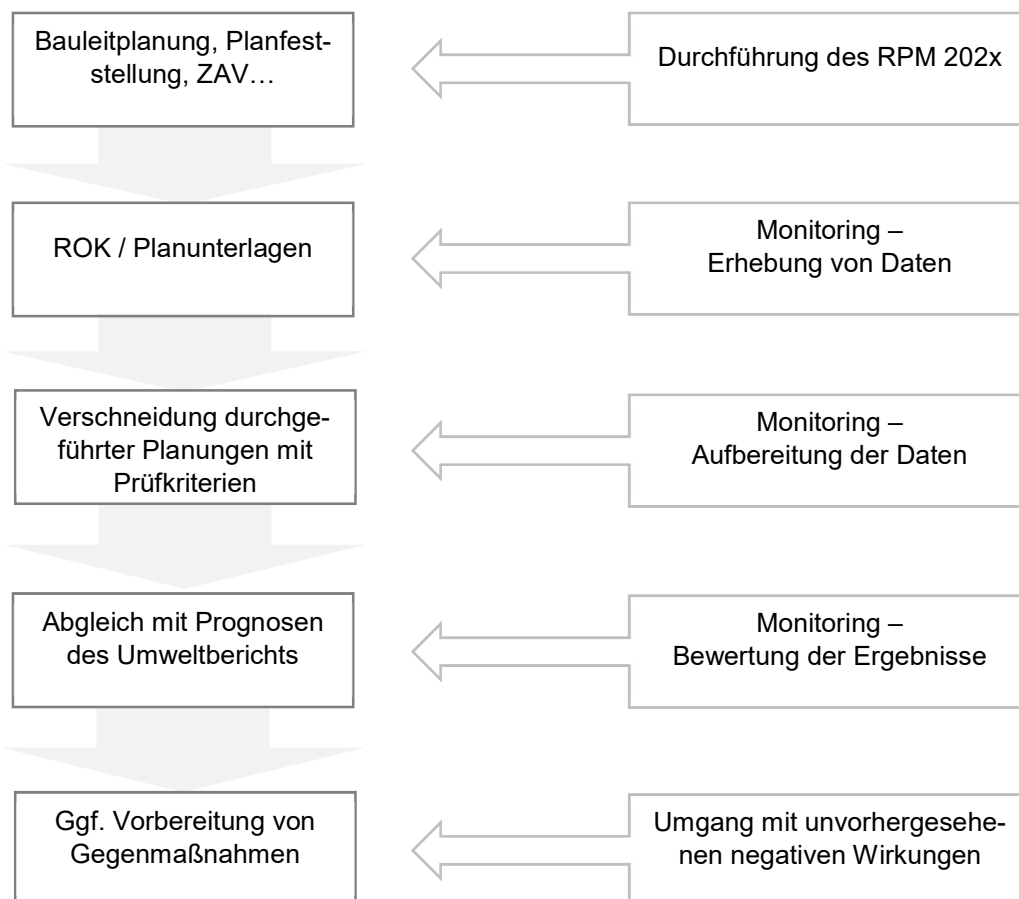 Bauleitplanung, Planfest-
stellung, ZAV…
Durchführung des RPM 202x
ROK / Planunterlagen
Monitoring –
Erhebung von Daten
Verschneidung durchge-
führter Planungen mit
Prüfkriterien
Monitoring –
Aufbereitung der Daten
Abgleich mit Prognosen
des Umweltberichts
Monitoring –
Bewertung der Ergebnisse
Ggf. Vorbereitung von
Gegenmaßnahmen
Umgang mit unvorhergesehe-
nen negativen Wirkungen